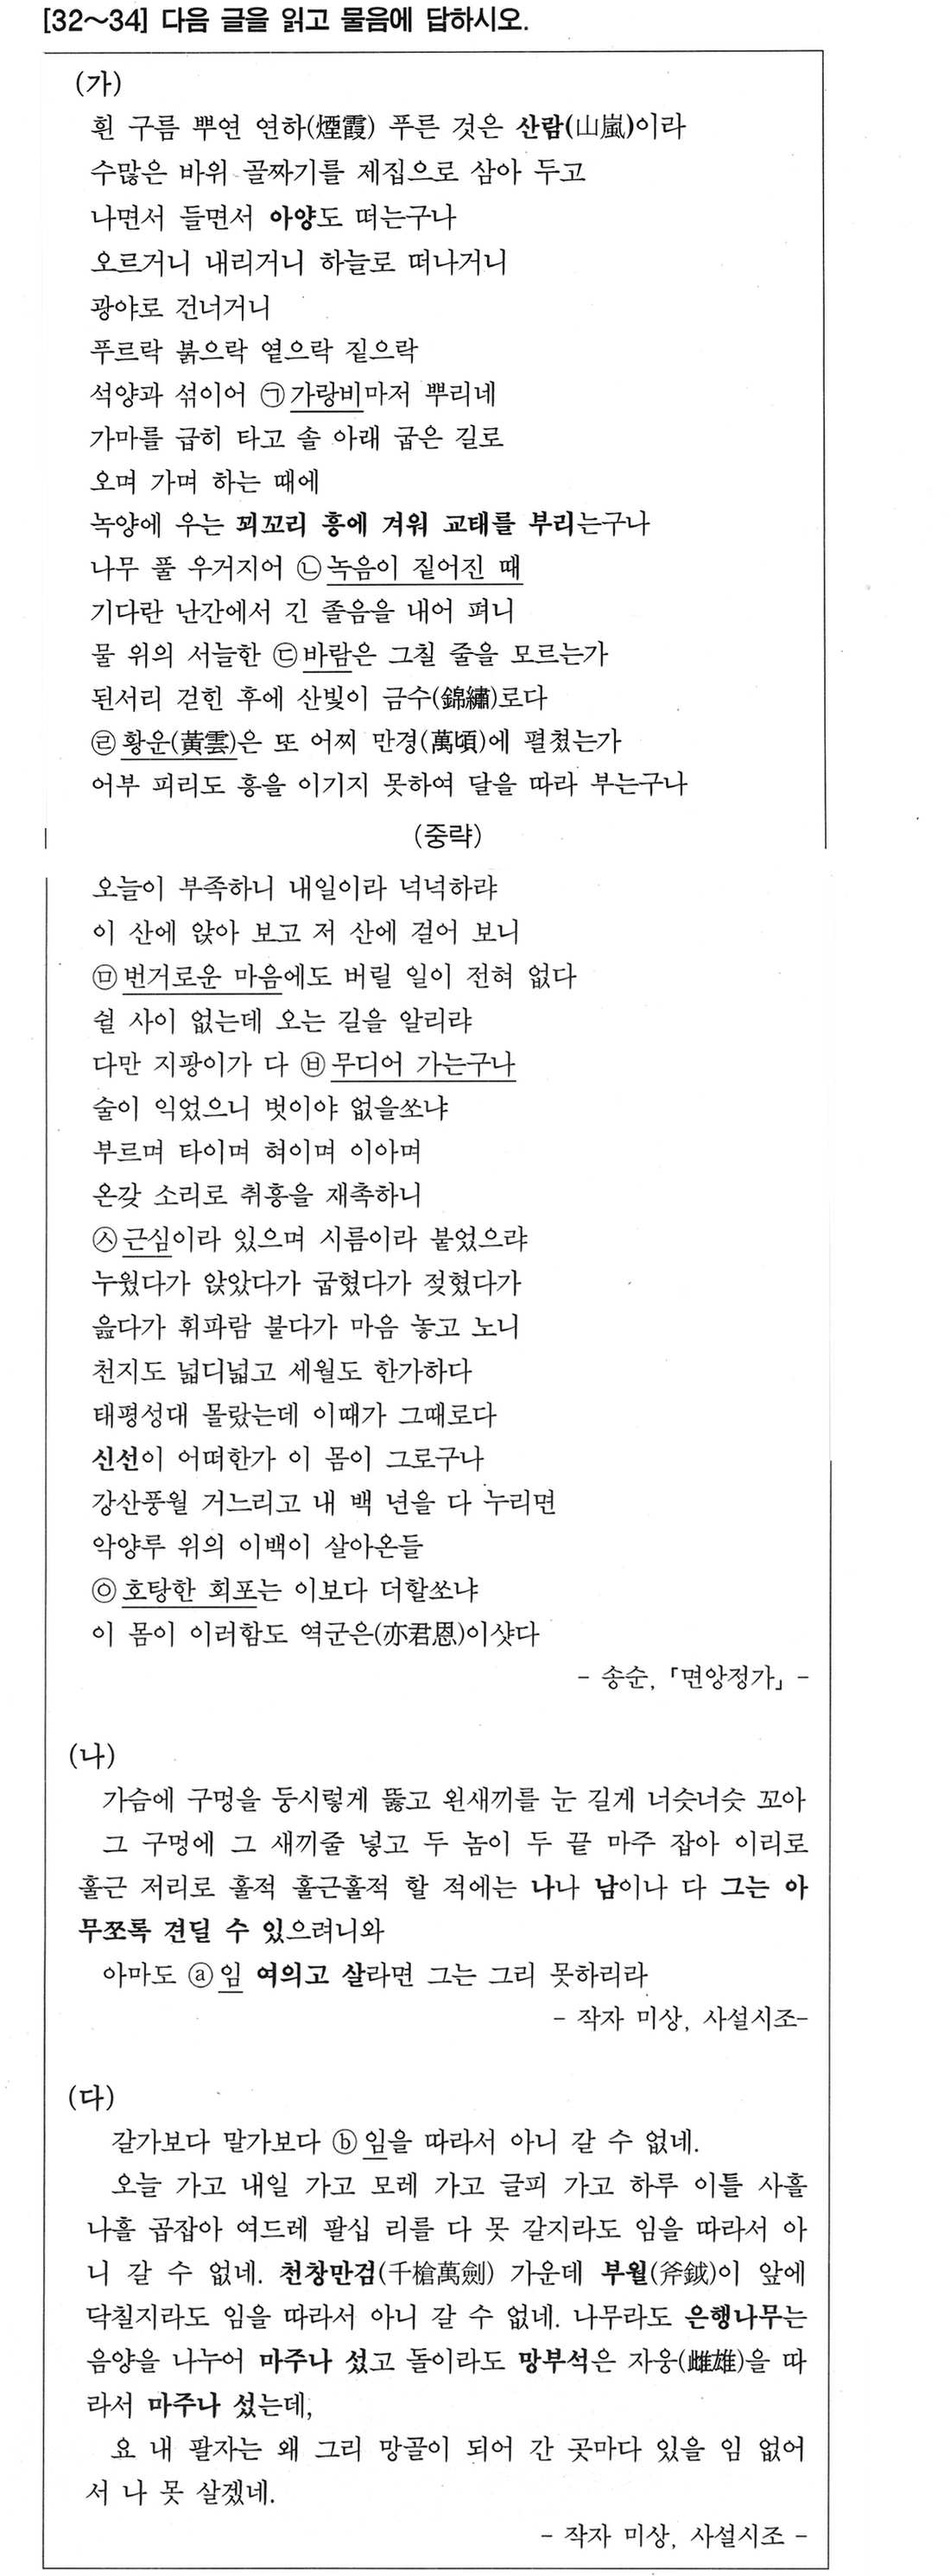 [32～34] 다음 글을 읽고 물음에 답하시오.
(가)
흰 구름 뿌연 연하(煙霞) 푸른 것은 산람(山嵐)이라
수많은 바위 골짜기를 제집으로 삼아 두고
나면서 들면서 아양도 떠는구나
오르거니 내리거니 하늘로 떠나거니
광야로 건너거니
푸르락 붉으락 옅으락 짙으락
석양과 섞이어 ㉠가랑비마저 뿌리네
가마를 급히 타고 솔 아래 굽은 길로
오며 가며 하는 때에
녹양에 우는 꾀꼬리 흥에 겨워 교태를 부리는구나
나무 풀 우거지어 ㉡녹음이 짙어진 때
기다란 난간에서 긴 졸음을 내어 펴니
물 위의 서늘한 ㉢바람은 그칠 줄을 모르는가
된서리 걷힌 후에 산빛이 금수(錦繡)로다
㉣황운(黃雲)은 또 어찌 만경(萬頃)에 펼쳤는가
어부 피리도 흥을 이기지 못하여 달을 따라 부는구나
(중략)
오늘이 부족하니 내일이라 넉넉하랴
이 산에 앉아 보고 저 산에 걸어 보니
㉤번거로운 마음에도 버릴 일이 전혀 없다
쉴 사이 없는데 오는 길을 알리랴
다만 지팡이가 다 ㉥무디어 가는구나
술이 익었으니 벗이야 없을쏘냐
부르며 타이며 혀이며 이아며
온갖 소리로 취흥을 재촉하니
㉦근심이라 있으며 시름이라 붙었으랴
누웠다가 앉았다가 굽혔다가 젖혔다가
읊다가 휘파람 불다가 마음 놓고 노니
천지도 넓디넓고 세월도 한가하다
태평성대 몰랐는데 이때가 그때로다
신선이 어떠한가 이 몸이 그로구나
강산풍월 거느리고 내 백 년을 다 누리면
악양루 위의 이백이 살아온들
㉧호탕한 회포는 이보다 더할쏘냐
이 몸이 이러함도 역군은(亦君恩)이샷다
- 송순, 「면앙정가」 -
(나)
가슴에 구멍을 둥시렇게 뚫고 왼새끼를 눈 길게 너슷너슷 꼬아
그 구멍에 그 새끼줄 넣고 두 놈이 두 끝 마주 잡아 이리로
훌근 저리로 훌적 훌근훌적 할 적에는 나나 남이나 다 그는 아
무쪼록 견딜 수 있으려니와
아마도 ⓐ임 여의고 살라면 그는 그리 못하리라
- 작자 미상, 사설시조-
(다)
갈가보다 말가보다 ⓑ임을 따라서 아니 갈 수 없네.
오늘 가고 내일 가고 모레 가고 글피 가고 하루 이틀 사흘
나흘 곱잡아 여드레 팔십 리를 다 못 갈지라도 임을 따라서 아
니 갈 수 없네. 천창만검(千槍萬劍) 가운데 부월(斧鉞)이 앞에
닥칠지라도 임을 따라서 아니 갈 수 없네. 나무라도 은행나무는
음양을 나누어 마주나 섰고 돌이라도 망부석은 자웅(雌雄)을 따
라서 마주나 섰는데,
요 내 팔자는 왜 그리 망골이 되어 간 곳마다 있을 임 없어
서 나 못 살겠네.
- 작자 미상, 사설시조 -